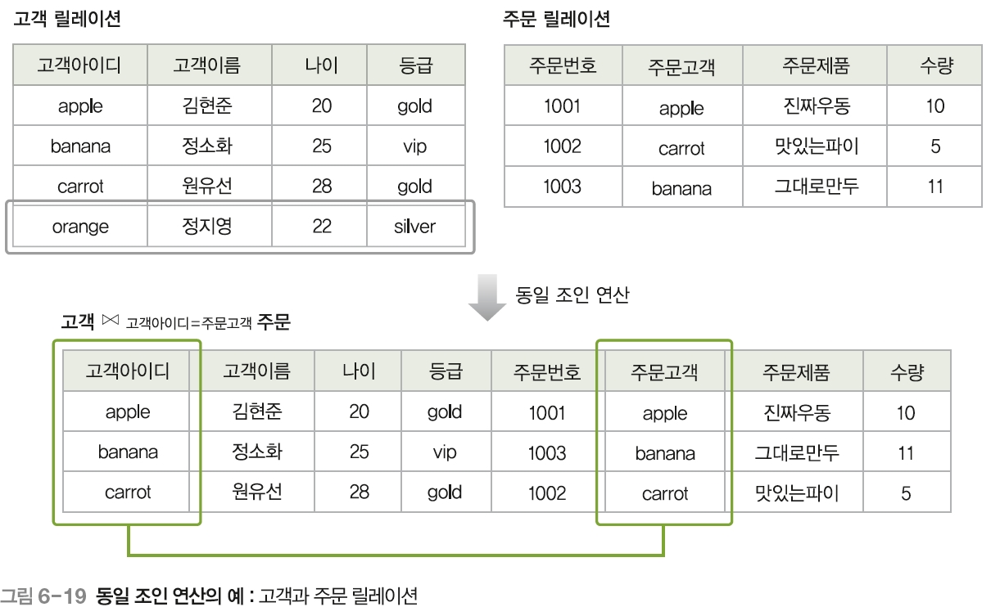 고객 릴레이션
고객아이디 고객이름 나이 등급
apple 김현준 20 gold
banana 정소화 25 vip
carrot 원유선 28 gold
orange 정지영 22 silver
주문 릴레이션
주문번호 주문고객 주문제품 수량
1001 apple 진짜우동 10
1002 carrot 맛있는파이 5
1003 banana 그대로만두 11
동일 조인 연산
고객 ⋈ 고객아이디=주문고객 주문
고객아이디 고객이름 나이 등급 주문번호 주문고객 주문제품 수량
apple 김현준 20 gold 1001 apple 진짜우동 10
banana 정소화 25 vip 1003 banana 그대로만두 11
carrot 원유선 28 gold 1002 carrot 맛있는파이 5
그림 6-19 동일 조인 연산의 예 : 고객과 주문 릴레이션